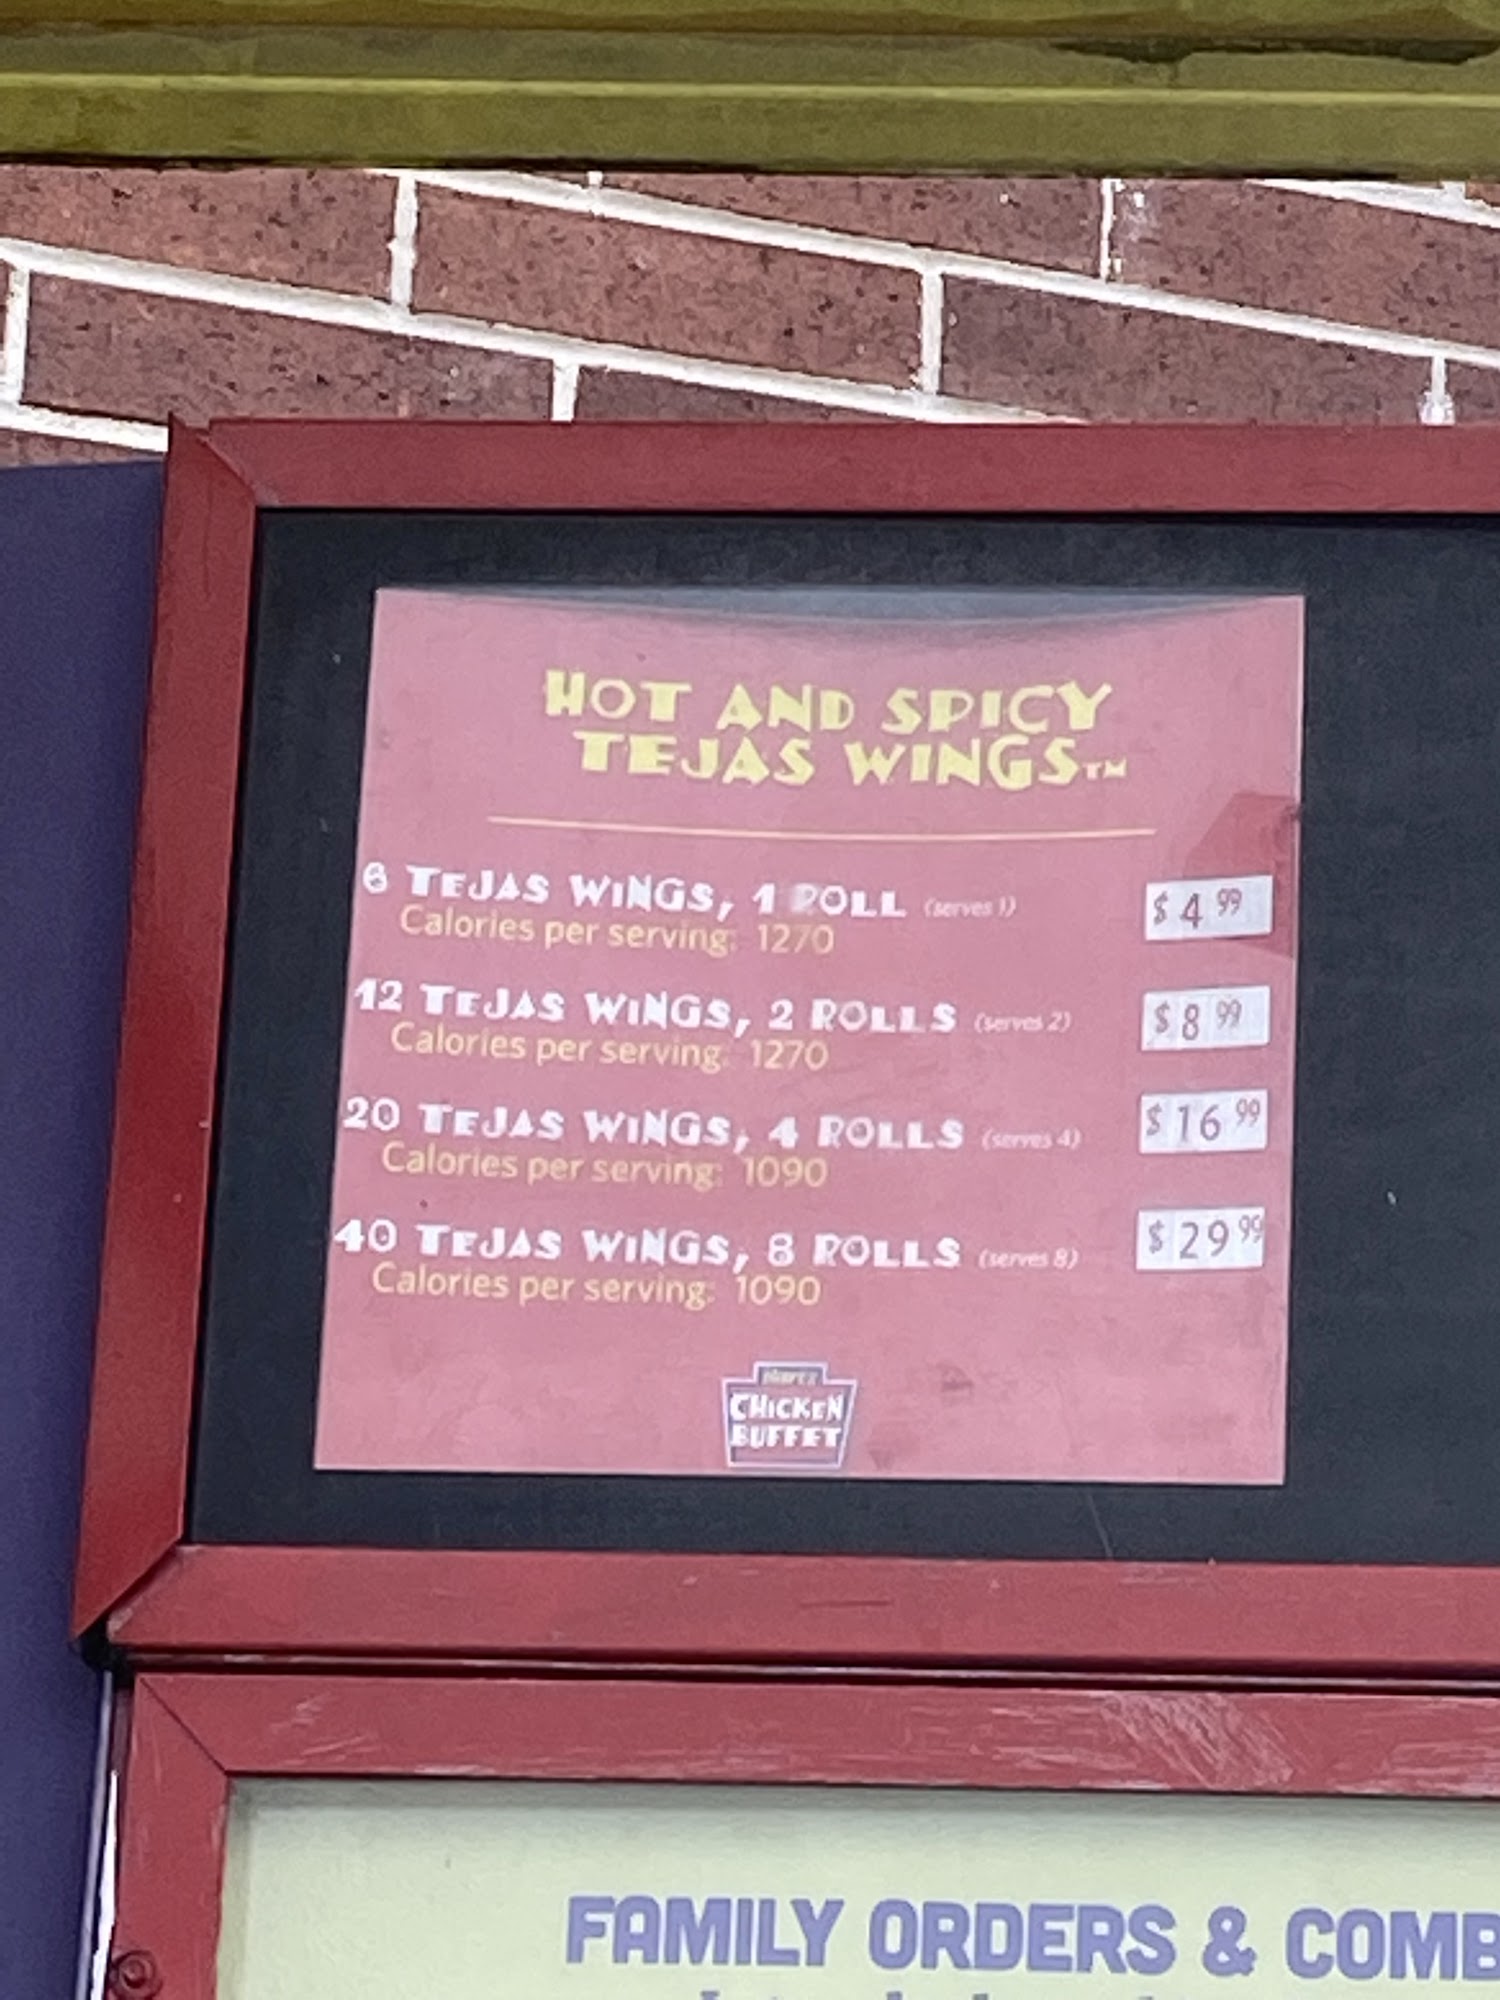 HOT AND SPICY
TEJAS WINGS™
6 TEJAS WINGS, 1 ROLL (serves 1) $4 99
Calories per serving: 1270
12 TEJAS WINGS, 2 ROLLS (serves 2) $8 99
Calories per serving: 1270
20 TEJAS WINGS, 4 ROLLS (serves 4) $16 99
Calories per serving: 1090
40 TEJAS WINGS, 8 ROLLS (serves 8) $29 99
Calories per serving: 1090
CHICKEN
BUFFET
FAMILY ORDERS & COMB